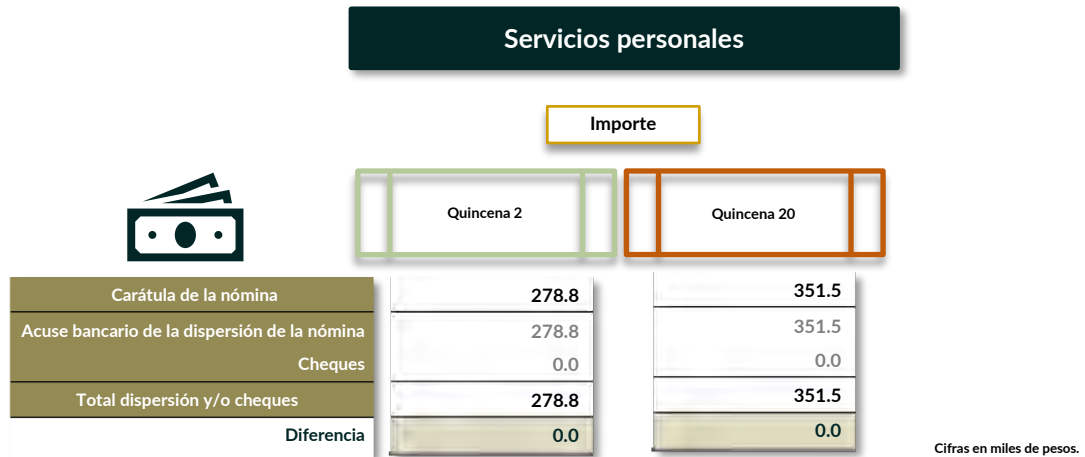 Servicios personales
Importe
Quincena 2 Quincena 20
Carátula de la nómina 278.8 351.5
Acuse bancario de la dispersión de la nómina 278.8 351.5
Cheques 0.0 0.0
Total dispersión y/o cheques 278.8 351.5
Diferencia 0.0 0.0
Cifras en miles de pesos.